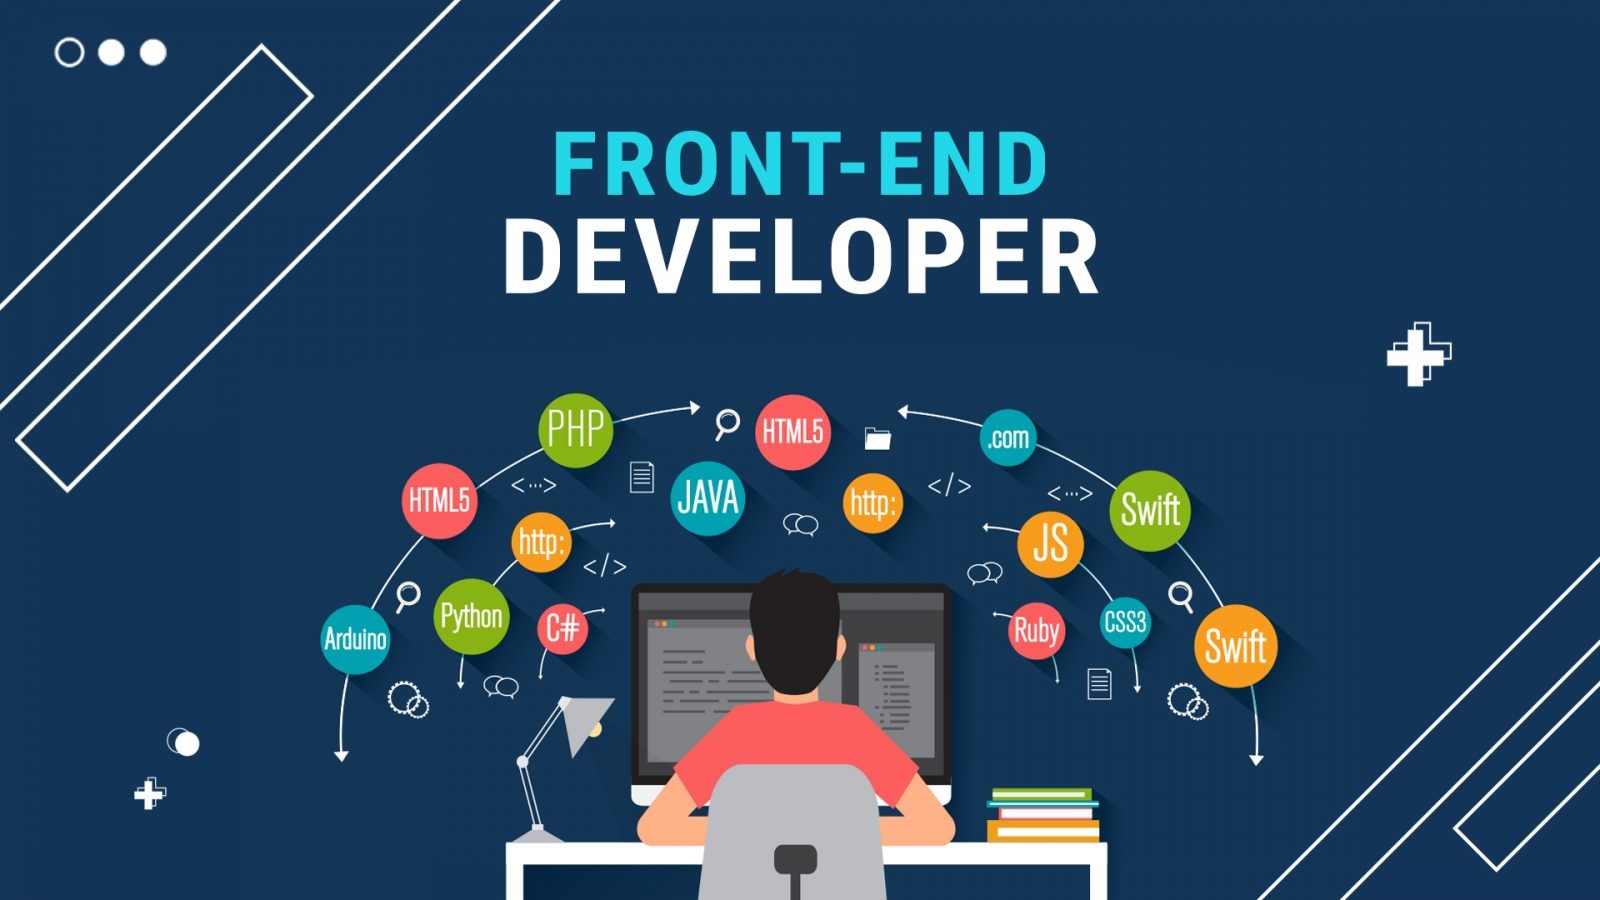 FRONT-END
DEVELOPER
PHP
HTML5
.com
HTML5
<...>
JAVA
http:
</>
<...>
Swift
http:
</>
JS
Arduino
Python
C#
Ruby
CSS3
Swift